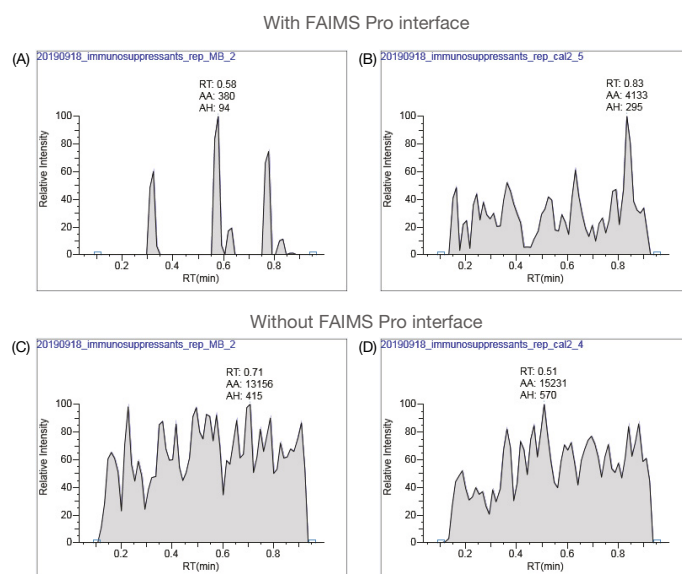 With FAIMS Pro interface
(A)
20190918_immunosuppressants_rep_MB_2
RT: 0.58
AA: 380
AH: 94
Relative Intensity
100
80
60
40
20
0
0.2 0.4 0.6 0.8
RT(min)
(B)
20190918_immunosuppressants_rep_cal2_5
RT: 0.83
AA: 4133
AH: 295
Relative Intensity
100
80
60
40
20
0
0.2 0.4 0.6 0.8
RT(min)
Without FAIMS Pro interface
(C)
20190918_immunosuppressants_rep_MB_2
RT: 0.71
AA: 13156
AH: 415
Relative Intensity
100
80
60
40
20
0
0.2 0.4 0.6 0.8
RT(min)
(D)
20190918_immunosuppressants_rep_cal2_4
RT: 0.51
AA: 15231
AH: 570
Relative Intensity
100
80
60
40
20
0
0.2 0.4 0.6 0.8
RT(min)